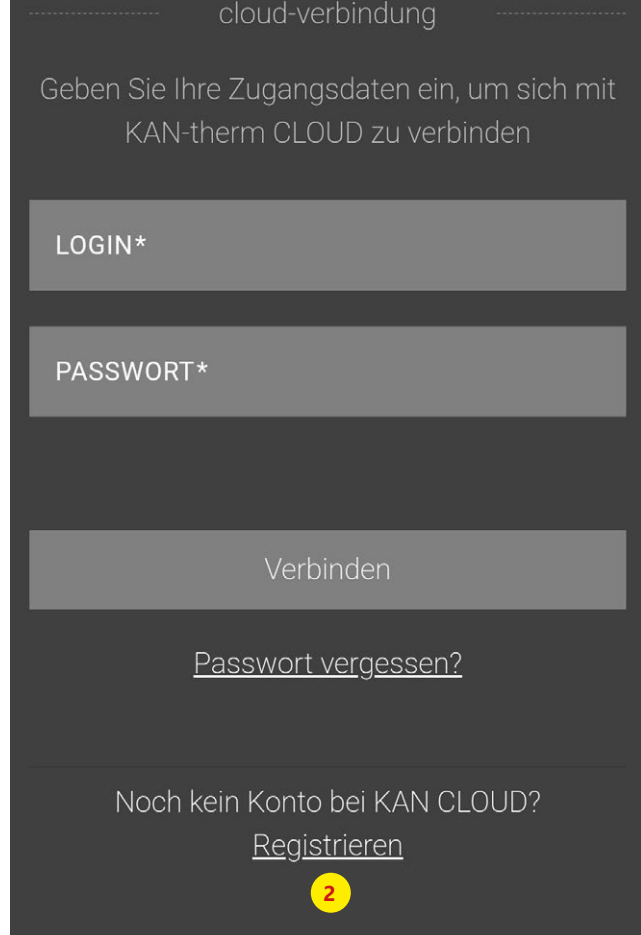 cloud-verbindung
Geben Sie Ihre Zugangsdaten ein, um sich mit
KAN-therm CLOUD zu verbinden
LOGIN*
PASSWORT*
Verbinden
Passwort vergessen?
Noch kein Konto bei KAN CLOUD?
Registrieren
2